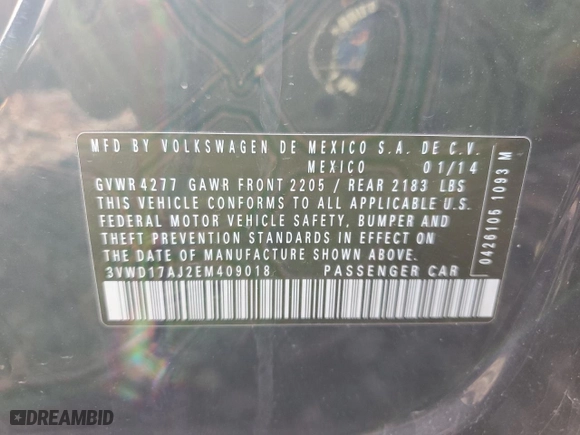 MFD BY VOLKSWAGEN DE MEXICO S.A. DE C.V.
MEXICO 01/14
GVWR 4277 GAWR FRONT 2205 / REAR 2183 LBS
THIS VEHICLE CONFORMS TO ALL APPLICABLE U.S.
FEDERAL MOTOR VEHICLE SAFETY, BUMPER AND
THEFT PREVENTION STANDARDS IN EFFECT ON
THE DATE OF MANUFACTURE SHOWN ABOVE.
3VWD17AJ2EM409018 PASSENGER CAR
0426105 1093 M
DREAMBID